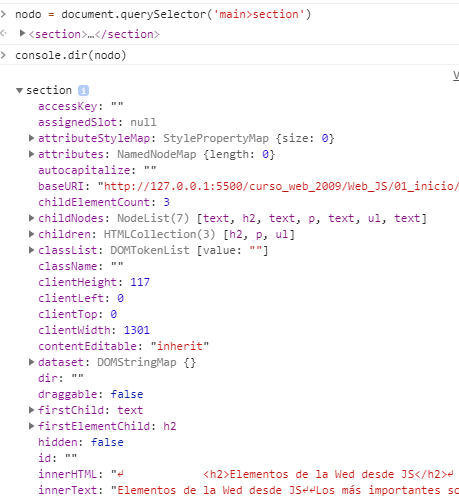 nodo = document.querySelector('main>section')
<section>…</section>
console.dir(nodo)
section i
accessKey: ""
assignedSlot: null
attributeStyleMap: StylePropertyMap {size: 0}
attributes: NamedNodeMap {length: 0}
autocapitalize: ""
baseURI: "http://127.0.0.1:5500/curso_web_2009/Web_JS/01_inicio/
childElementCount: 3
childNodes: NodeList(7) [text, h2, text, p, text, ul, text]
children: HTMLCollection(3) [h2, p, ul]
classList: DOMTokenList [value: ""]
className: ""
clientHeight: 117
clientLeft: 0
clientTop: 0
clientWidth: 1301
contentEditable: "inherit"
dataset: DOMStringMap {}
dir: ""
draggable: false
firstChild: text
firstElementChild: h2
hidden: false
id: ""
innerHTML: "↵ <h2>Elementos de la Wed desde JS</h2>↵
innerText: "Elementos de la Wed desde JS↵↵Los más importantes so